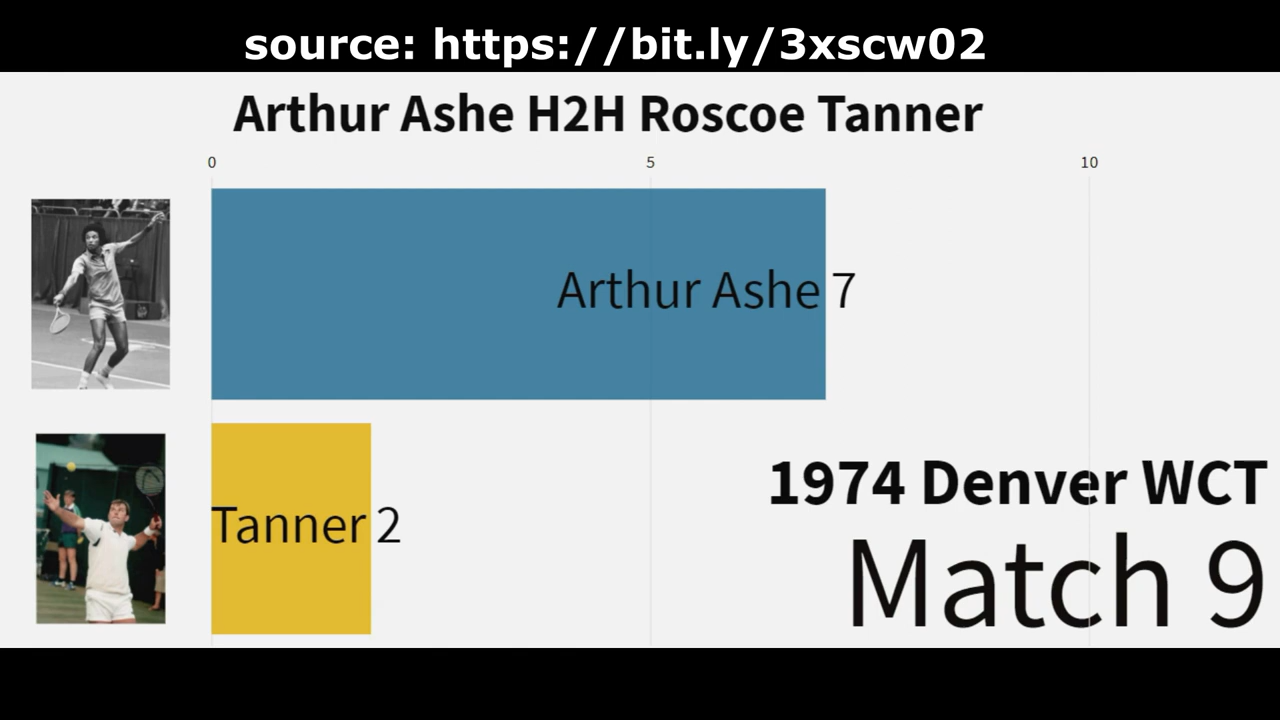 source: https://bit.ly/3xscw02
Arthur Ashe H2H Roscoe Tanner
0 5 10
Arthur Ashe 7
Tanner 2
1974 Denver WCT
Match 9